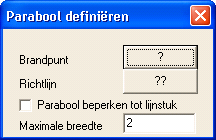 Parabool definiëren
Brandpunt ?
Richtlijn ??
Parabool beperken tot lijnstuk
Maximale breedte 2